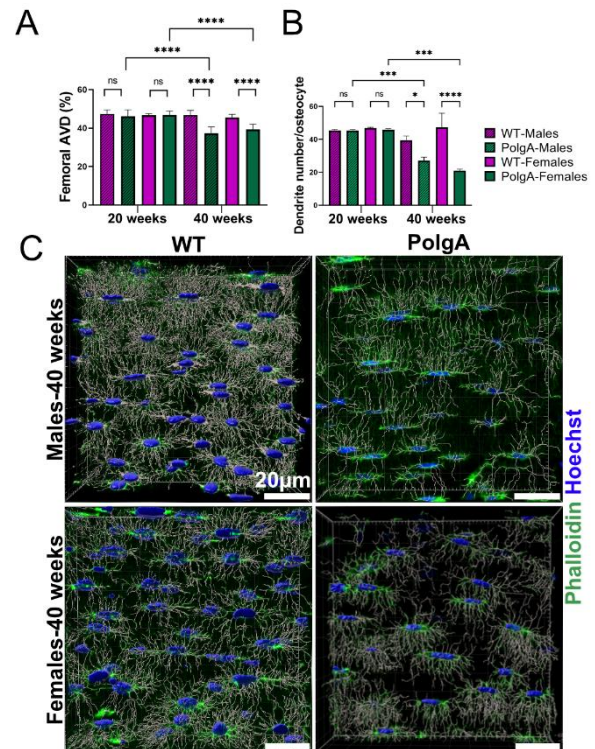 A
B
****
****
ns
ns
****
****
Femoral AVD (%)
60
40
20
0
20 weeks
40 weeks
***
***
ns
ns
*
****
Dendrite number/osteocyte
60
40
20
0
20 weeks
40 weeks
WT-Males
PolgA-Males
WT-Females
PolgA-Females
C
WT
PolgA
Males-40 weeks
20µm
Females-40 weeks
Phalloidin Hoechst